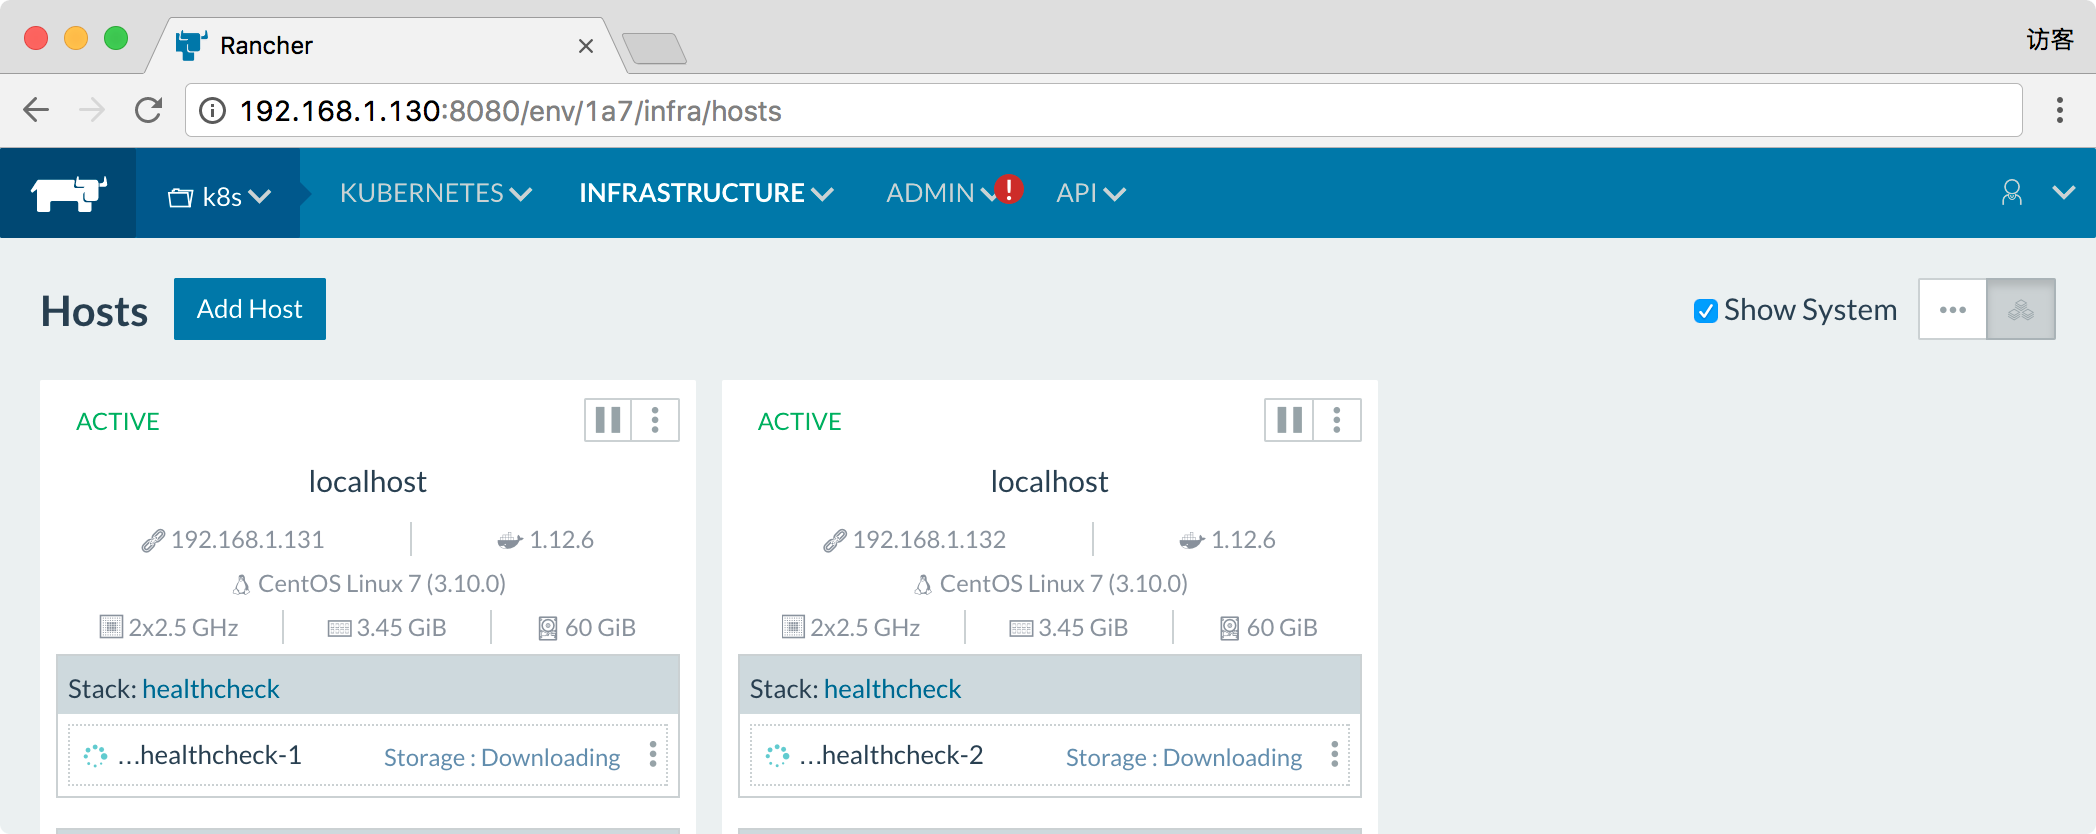 Rancher
访客
192.168.1.130:8080/env/1a7/infra/hosts
k8s KUBERNETES INFRASTRUCTURE ADMIN ! API
Hosts Add Host Show System
ACTIVE
localhost
192.168.1.131 1.12.6
CentOS Linux 7 (3.10.0)
2x2.5 GHz 3.45 GiB 60 GiB
Stack: healthcheck
...healthcheck-1 Storage : Downloading
ACTIVE
localhost
192.168.1.132 1.12.6
CentOS Linux 7 (3.10.0)
2x2.5 GHz 3.45 GiB 60 GiB
Stack: healthcheck
...healthcheck-2 Storage : Downloading